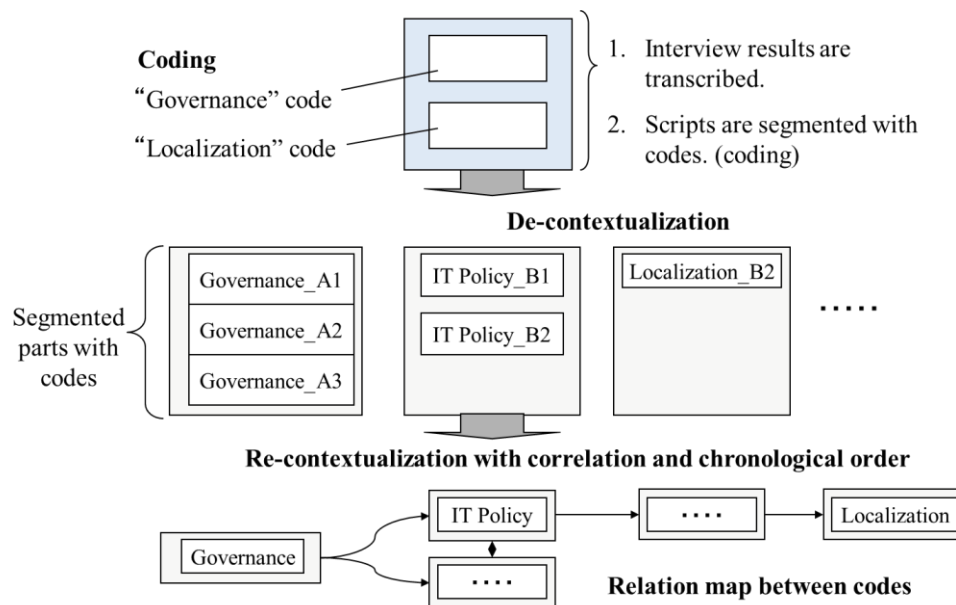 Coding
“Governance” code
“Localization” code
1. Interview results are
transcribed.
2. Scripts are segmented with
codes. (coding)
De-contextualization
Segmented
parts with
codes
Governance_A1
Governance_A2
Governance_A3
IT Policy_B1
IT Policy_B2
Localization_B2
.....
Re-contextualization with correlation and chronological order
Governance
IT Policy
....
....
Localization
Relation map between codes